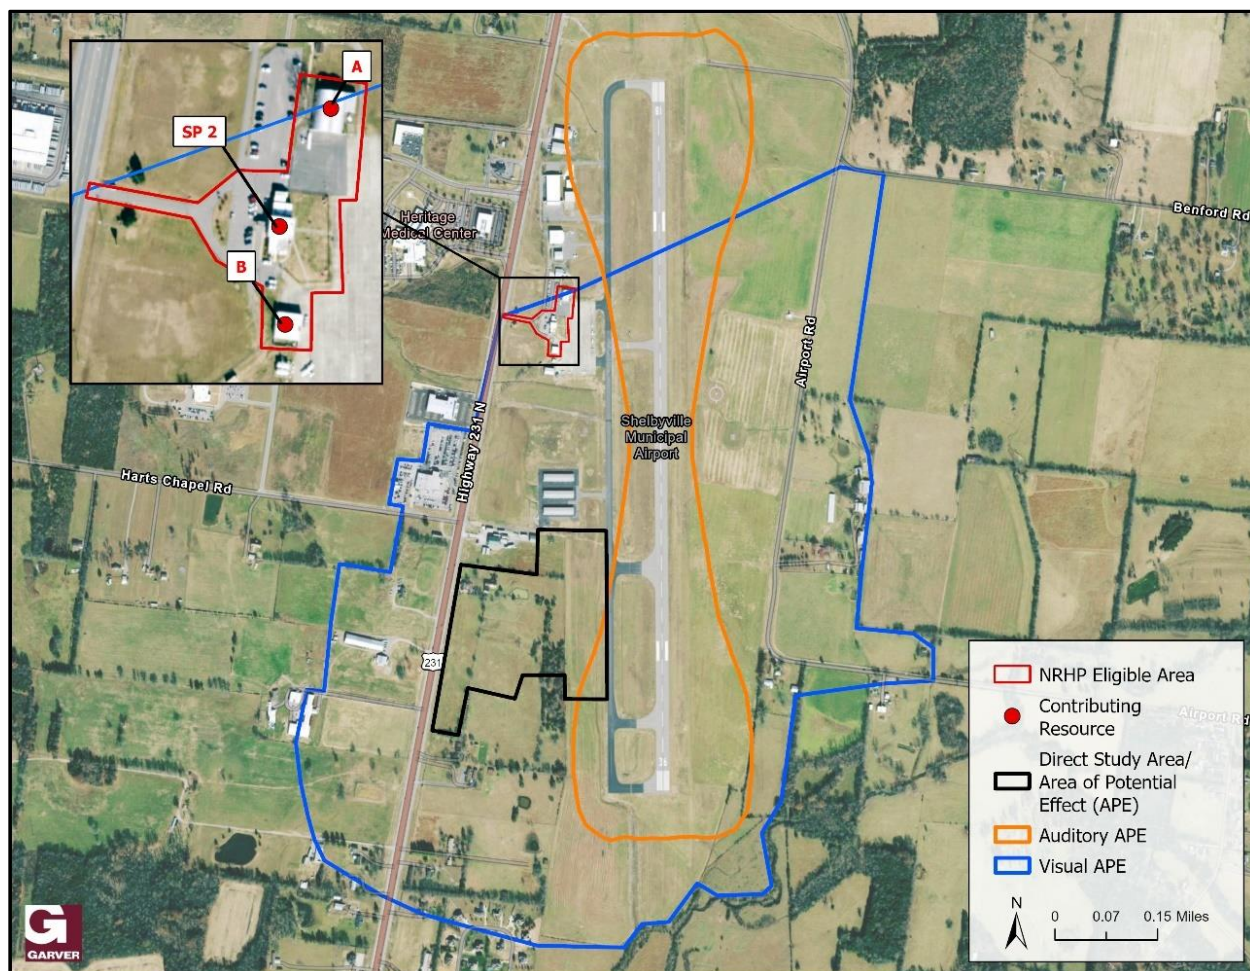 A
SP 2
B
Heritage
Medical Center
Benford Rd
Airport Rd
Shelbyville
Municipal
Airport
Highway 231 N
Harts Chapel Rd
231
36
Airport Rd
NRHP Eligible Area
Contributing
Resource
Direct Study Area/
Area of Potential
Effect (APE)
Auditory APE
Visual APE
N
0 0.07 0.15 Miles
G
GARVER